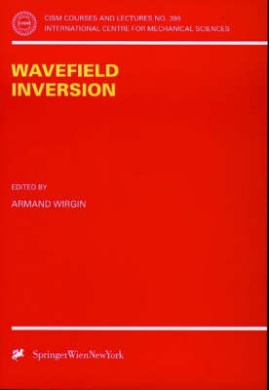 CISM COURSES AND LECTURES NO. 398
INTERNATIONAL CENTRE FOR MECHANICAL SCIENCES
WAVEFIELD
INVERSION
EDITED BY
ARMAND WIRGIN
SpringerWienNewYork